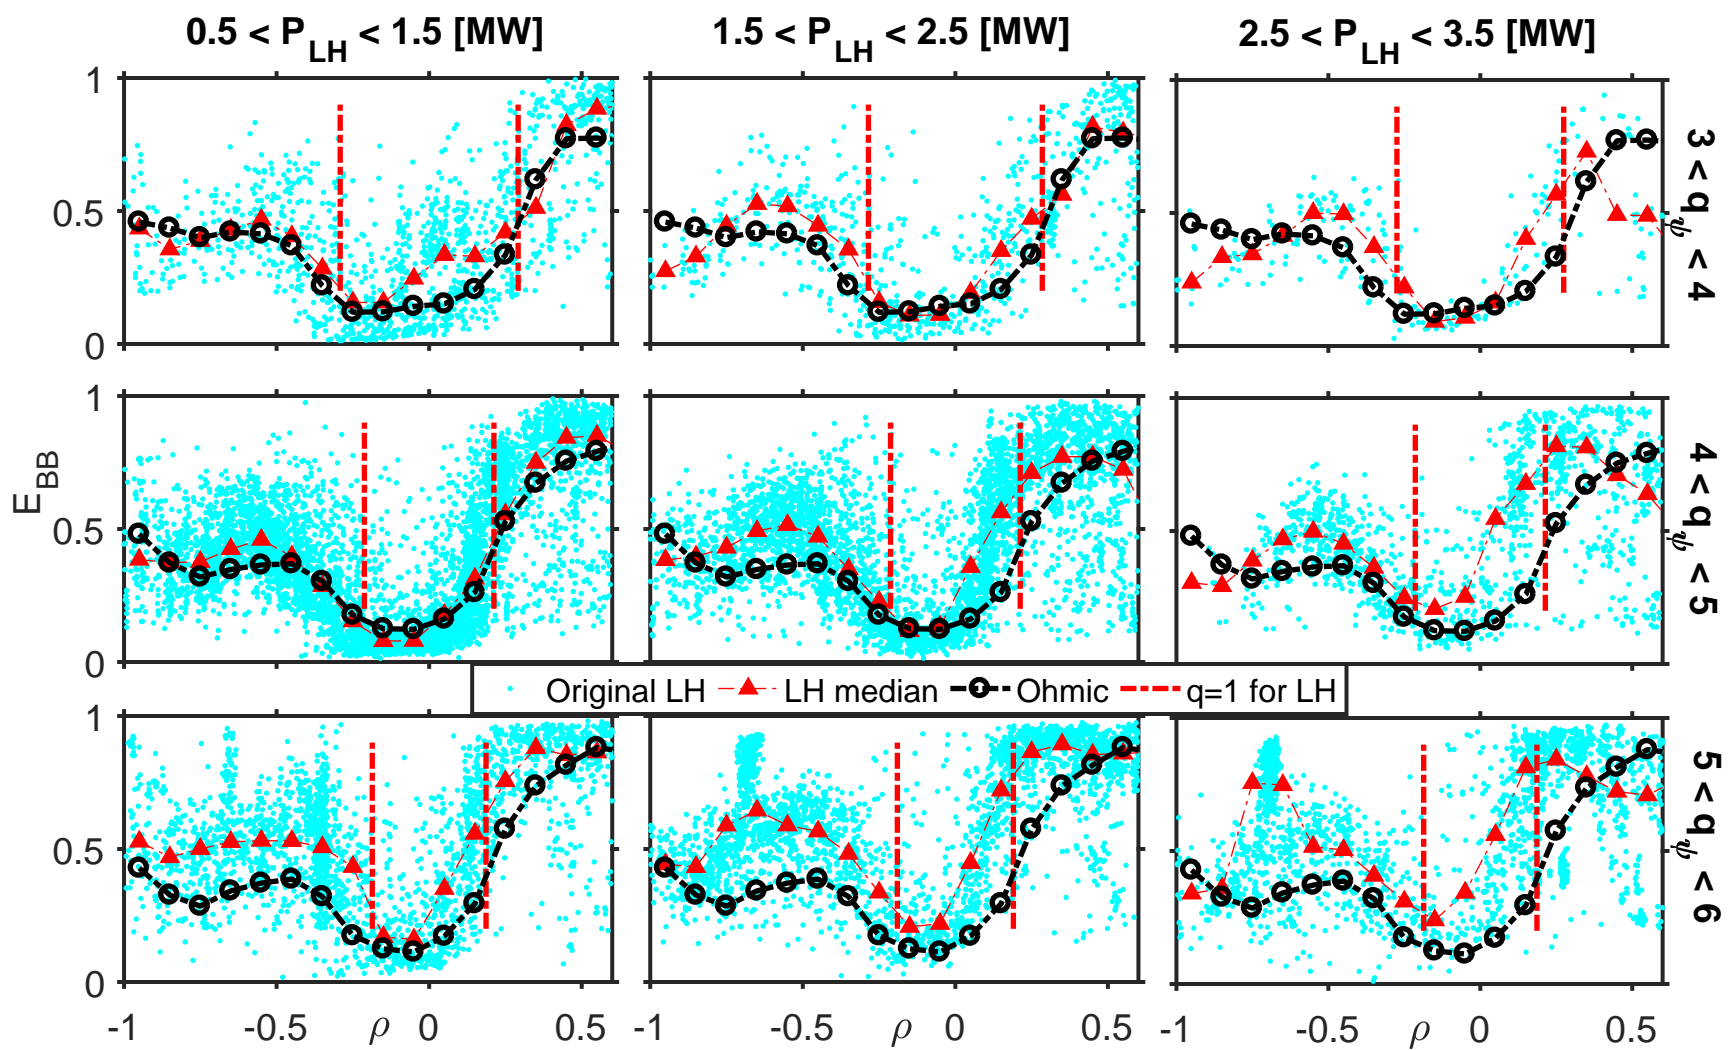 0.5 < P_LH < 1.5 [MW]
1.5 < P_LH < 2.5 [MW]
2.5 < P_LH < 3.5 [MW]
1
0.5
0
3 < q_ψ < 4
1
0.5
0
E_BB
4 < q_ψ < 5
Original LH
LH median
Ohmic
q=1 for LH
1
0.5
0
5 < q_ψ < 6
-1 -0.5 ρ 0 0.5
-1 -0.5 ρ 0 0.5
-1 -0.5 ρ 0 0.5